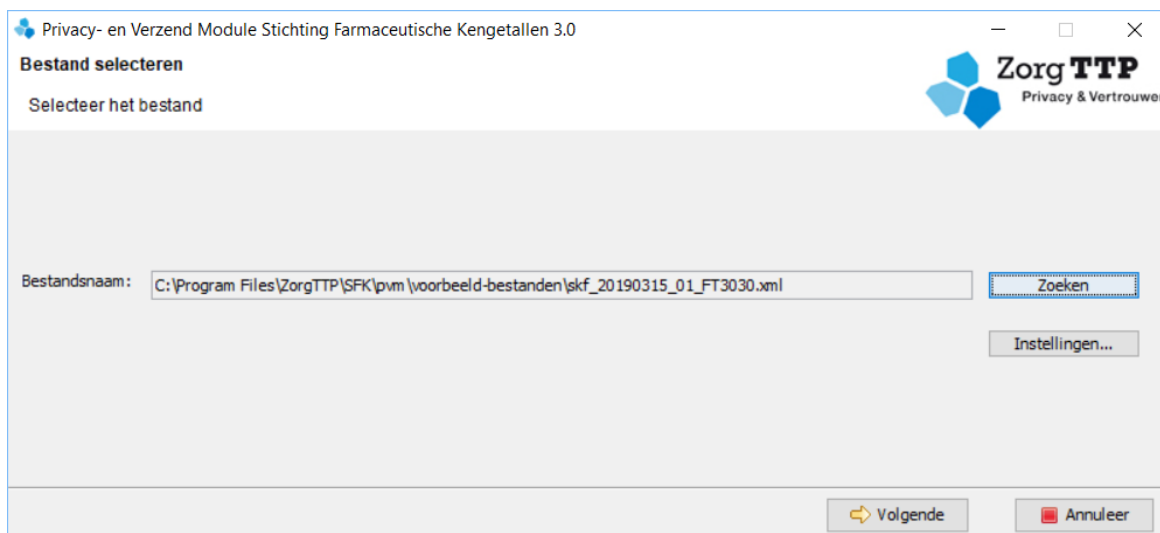 Privacy- en Verzend Module Stichting Farmaceutische Kengetallen 3.0
Bestand selecteren
Selecteer het bestand
Zorg TTP
Privacy & Vertrouwen
Bestandsnaam:
C:\Program Files\ZorgTTP\SFK\pvm\voorbeeld-bestanden\skf_20190315_01_FT3030.xml
Zoeken
Instellingen...
Volgende
Annuleer